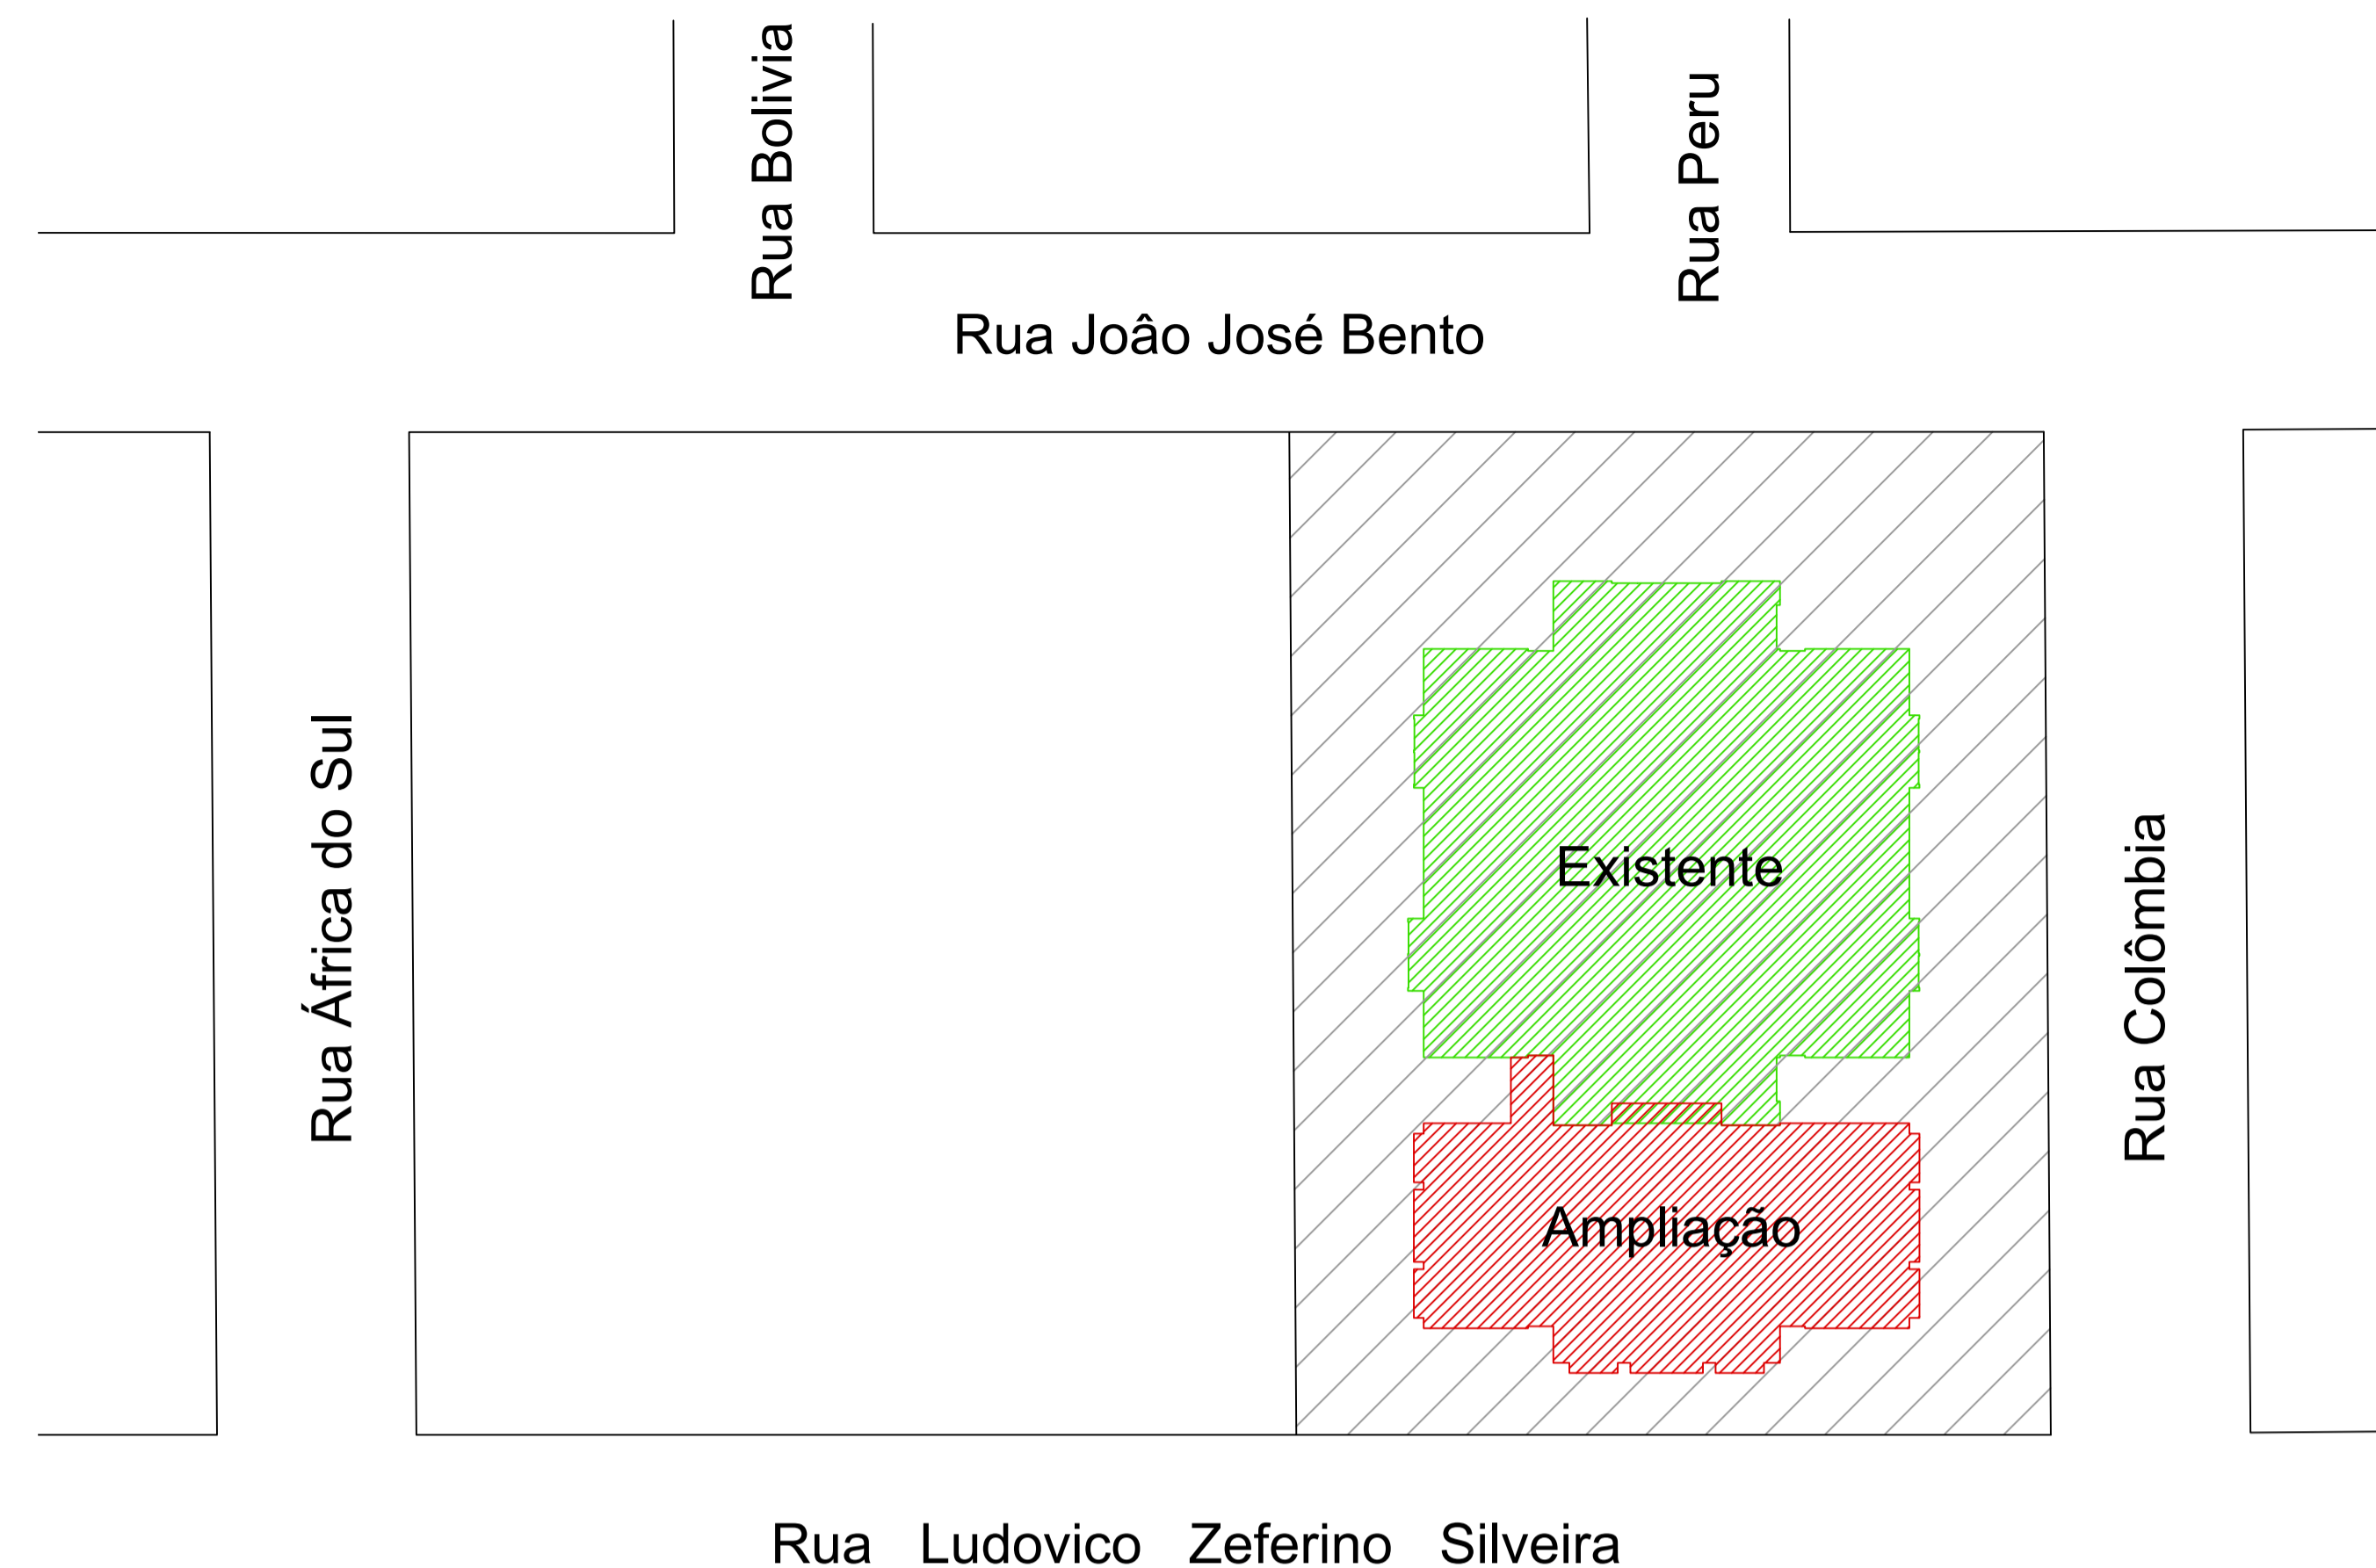 Rua Bolivia
Rua Peru
Rua Joâo José Bento
Rua África do Sul
Existente
Rua Colômbia
Ampliação
Rua Ludovico Zeferino Silveira